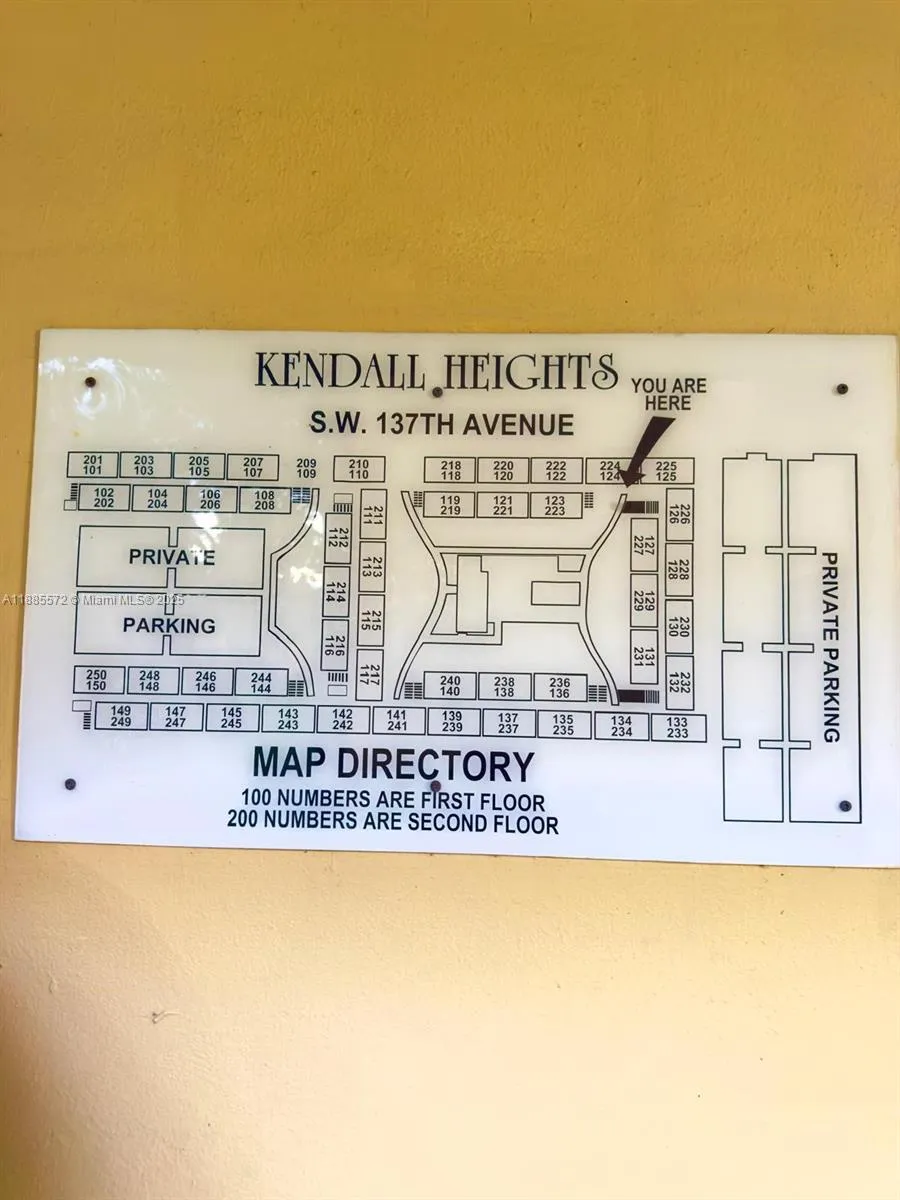 KENDALL HEIGHTS
YOU ARE
HERE
S.W. 137TH AVENUE
201 203 205 207 209 210 218 220 222 224 225
101 103 105 107 109 110 118 120 122 124 125
102 104 106 108 119 121 123
202 204 206 208 219 221 223
211
111
212
112
226
126
127
227
PRIVATE
213
113
228
128
214
114
129
229
PARKING
215
115
230
130
216
116
131
231
217
117
232
132
PRIVATE PARKING
250 248 246 244 240 238 236
150 148 146 144 140 138 136
149 147 145 143 142 141 139 137 135 134 133
249 247 245 243 242 241 239 237 235 234 233
MAP DIRECTORY
100 NUMBERS ARE FIRST FLOOR
200 NUMBERS ARE SECOND FLOOR
A11885572 © Miami MLS © 2025